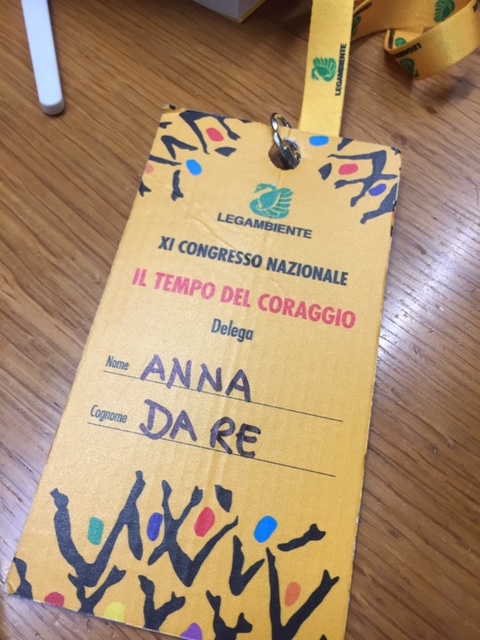 LEGAMBIENTE
LEGAMBIENTE
XI CONGRESSO NAZIONALE
IL TEMPO DEL CORAGGIO
Delega
Nome ANNA
Cognome DA RE